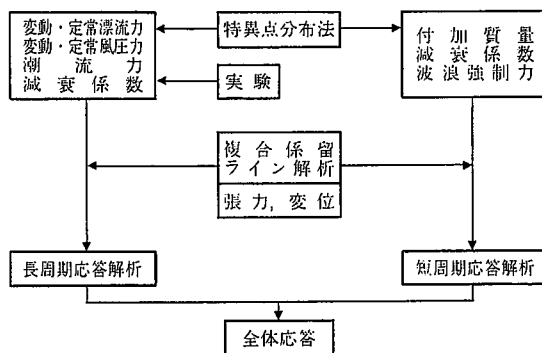 変動・定常漂流力
変動・定常風圧力
潮流力
減衰係数
特異点分布法
実験
付加質量
減衰係数
波浪強制力
複合係留
ライン解析
張力，変位
長周期応答解析
短周期応答解析
全体応答